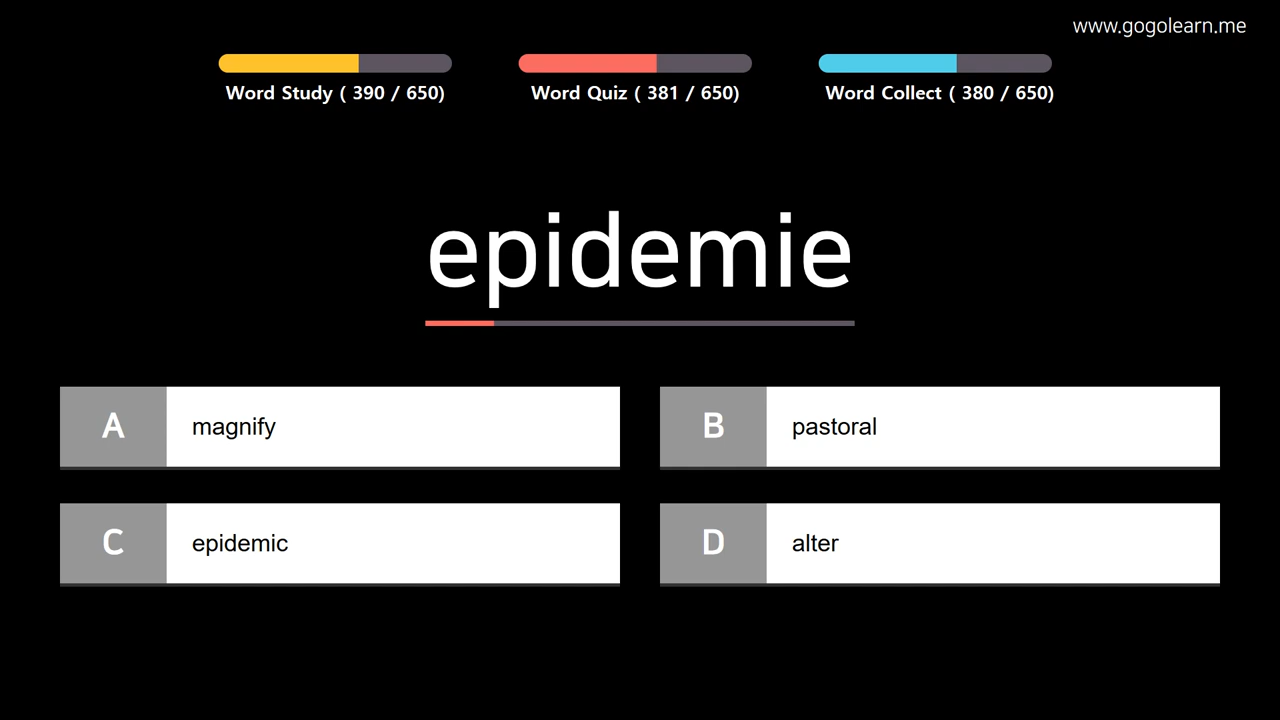 www.gogolearn.me
Word Study ( 390 / 650)
Word Quiz ( 381 / 650)
Word Collect ( 380 / 650)
epidemie
A magnify
B pastoral
C epidemic
D alter